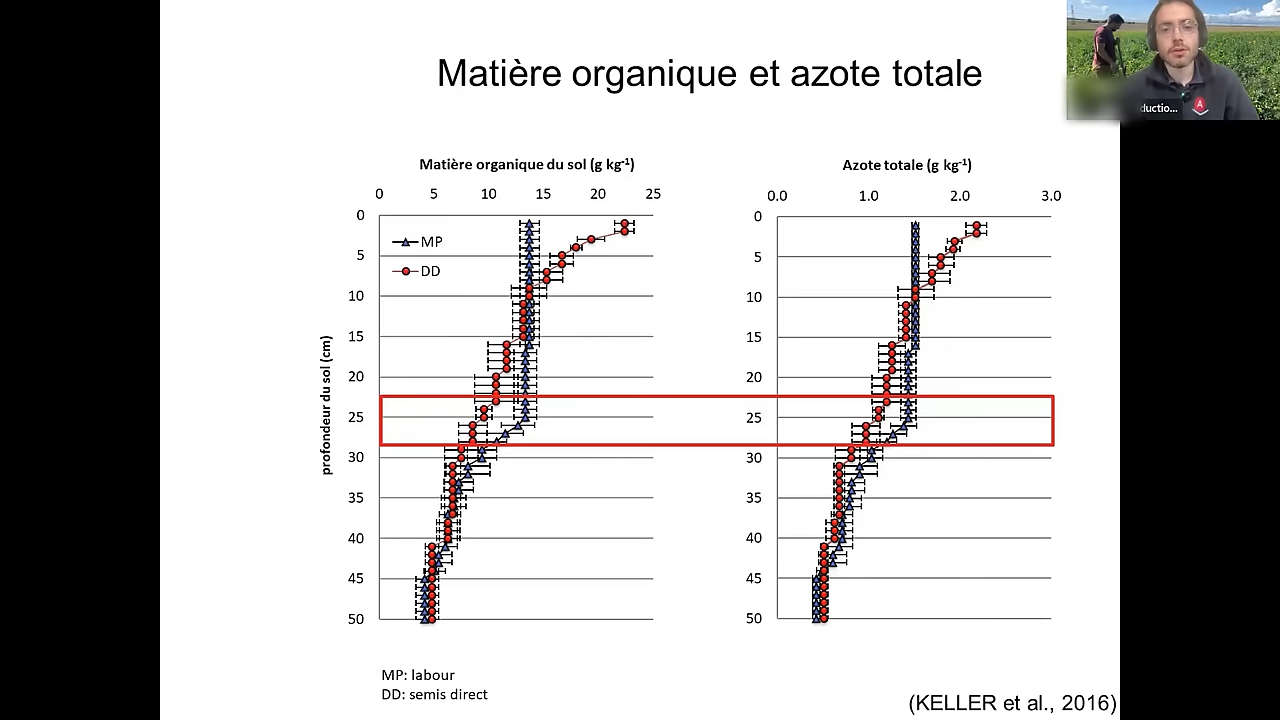 Matière organique et azote totale
ductio...
A
Matière organique du sol (g kg⁻¹)
0 5 10 15 20 25
0
5
10
15
20
25
30
35
40
45
50
MP
DD
profondeur du sol (cm)
Azote totale (g kg⁻¹)
0.0 1.0 2.0 3.0
0
5
10
15
20
25
30
35
40
45
50
MP: labour
DD: semis direct
(KELLER et al., 2016)